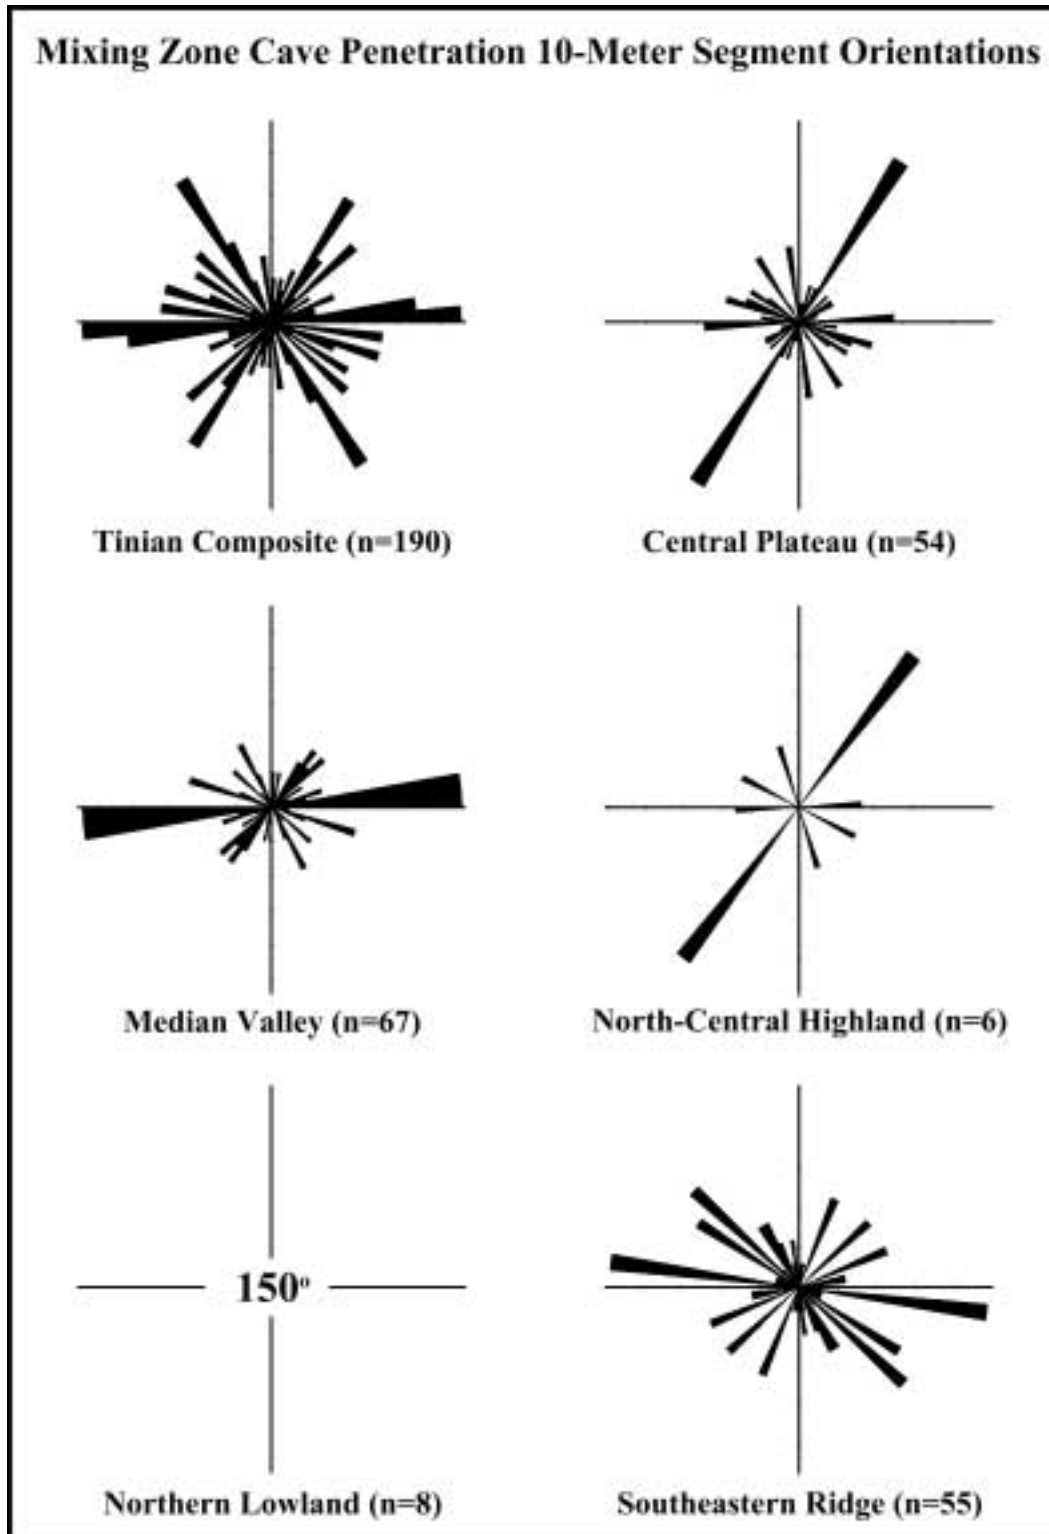 Mixing Zone Cave Penetration 10-Meter Segment Orientations
Tinian Composite (n=190)
Central Plateau (n=54)
Median Valley (n=67)
North-Central Highland (n=6)
150°
Northern Lowland (n=8)
Southeastern Ridge (n=55)